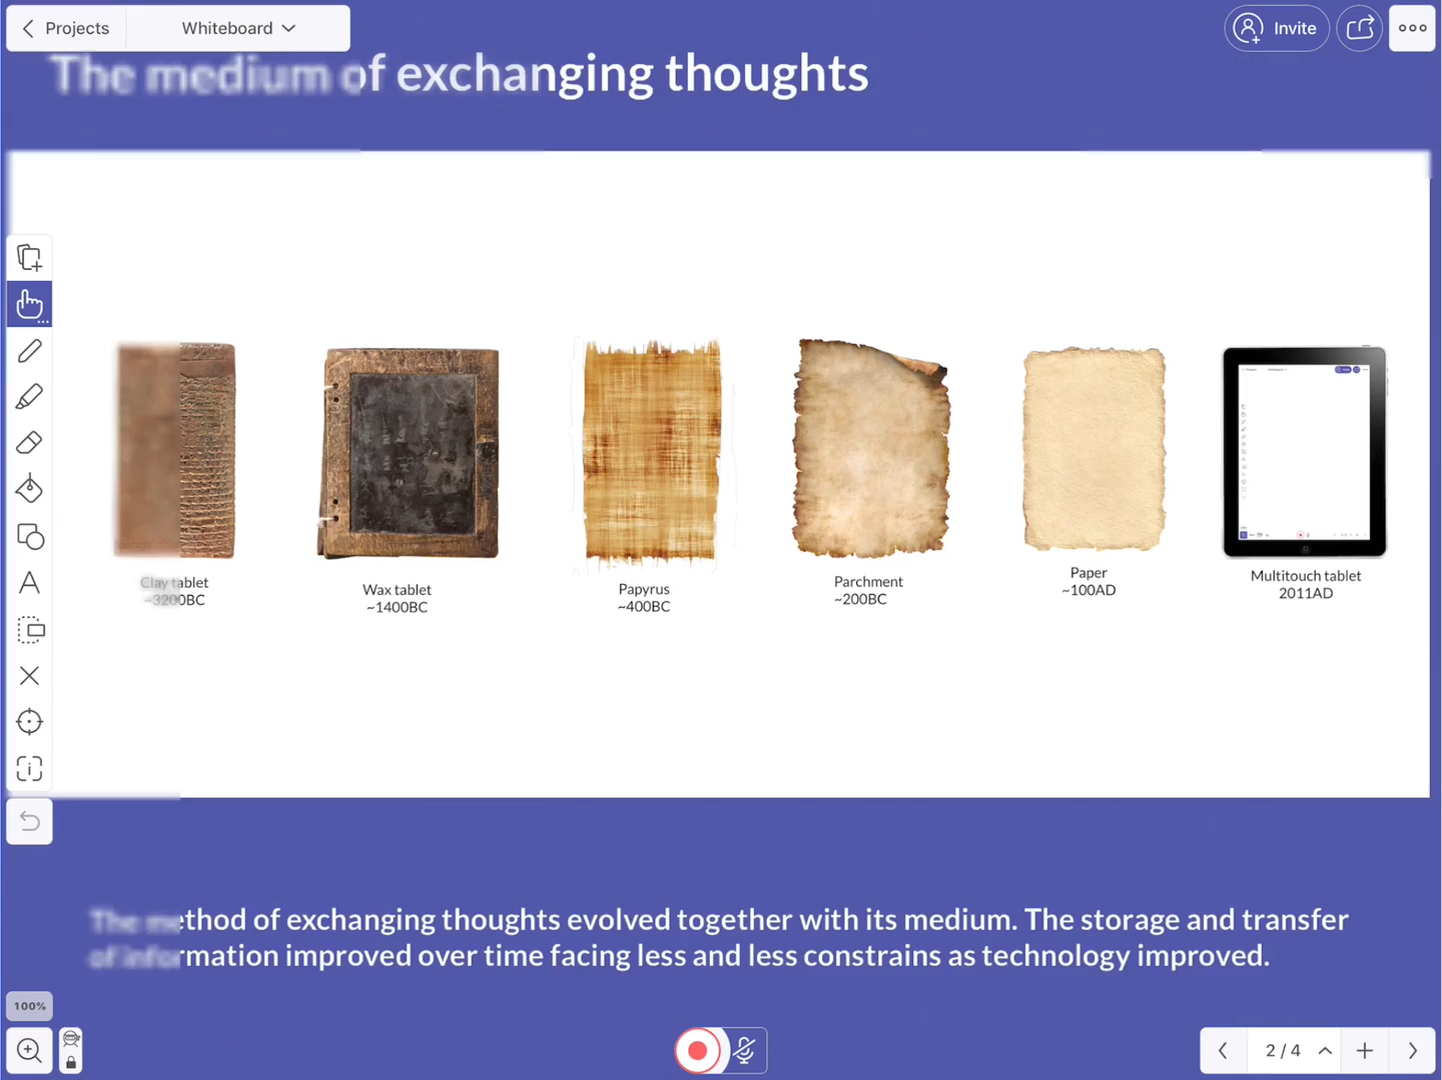 Projects
Whiteboard
Invite
The medium of exchanging thoughts
Clay tablet
~3200BC
Wax tablet
~1400BC
Papyrus
~400BC
Parchment
~200BC
Paper
~100AD
Multitouch tablet
2011AD
The method of exchanging thoughts evolved together with its medium. The storage and transfer
of information improved over time facing less and less constrains as technology improved.
100%
2 / 4